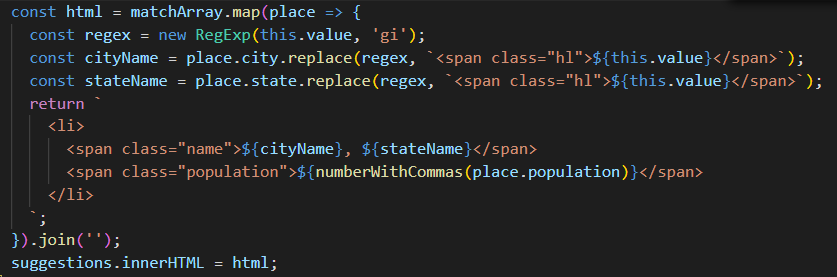 const html = matchArray.map(place => {
  const regex = new RegExp(this.value, 'gi');
  const cityName = place.city.replace(regex, `<span class="hl">${this.value}</span>`);
  const stateName = place.state.replace(regex, `<span class="hl">${this.value}</span>`);
  return `
    <li>
      <span class="name">${cityName}, ${stateName}</span>
      <span class="population">${numberWithCommas(place.population)}</span>
    </li>
  `;
}).join('');
suggestions.innerHTML = html;